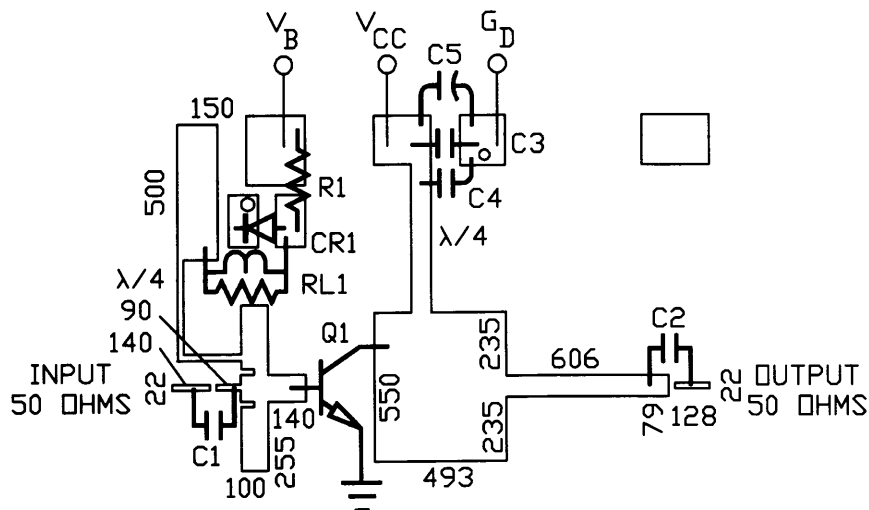 V_B
V_CC
G_D
C5
150
C3
500
R1
C4
CR1
λ/4
λ/4
RL1
90
140
Q1
235
606
C2
INPUT
50 OHMS
22
550
22
OUTPUT
50 OHMS
140
235
79
128
C1
255
100
493